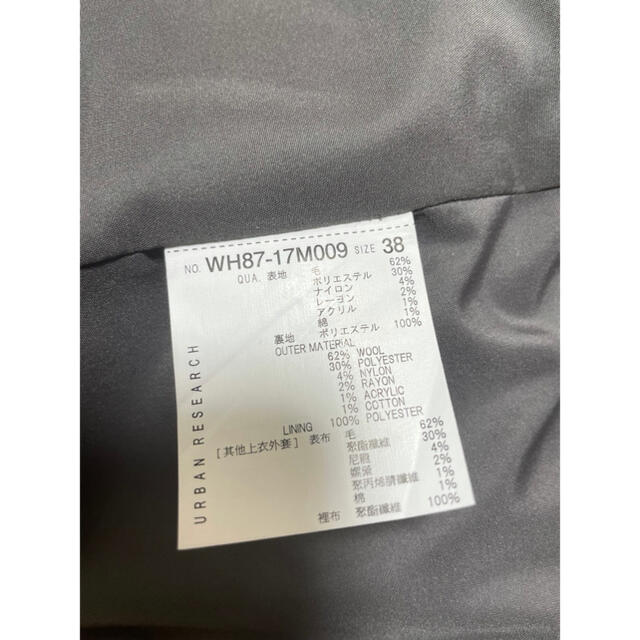 NO. WH87-17M009 SIZE 38
QUA. 表地 毛 62%
ポリエステル 30%
ナイロン 4%
レーヨン 2%
アクリル 1%
綿 1%
裏地 ポリエステル 100%
OUTER MATERIAL
62% WOOL
30% POLYESTER
4% NYLON
2% RAYON
1% ACRYLIC
1% COTTON
LINING 100% POLYESTER
[其他上衣外套] 表布 毛 62%
聚酯纖維 30%
尼龍 4%
嫘縈 2%
聚丙烯腈纖維 1%
棉 1%
裡布 聚酯纖維 100%
URBAN RESEARCH